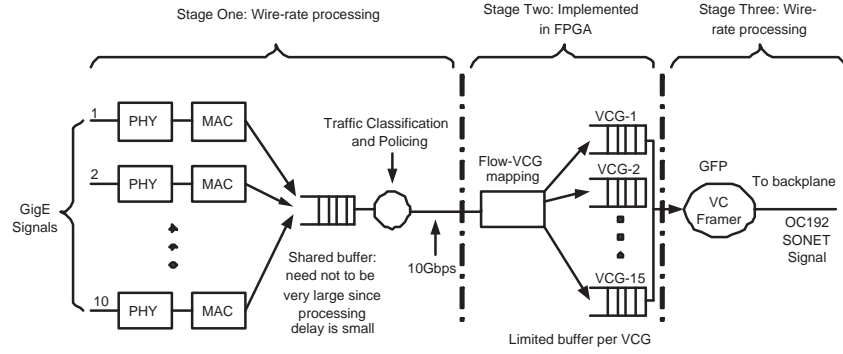 Stage One: Wire-rate processing
Stage Two: Implemented
in FPGA
Stage Three: Wire-
rate processing
GigE
Signals
1
PHY
MAC
2
PHY
MAC
10
PHY
MAC
Shared buffer:
need not to be
very large since
processing
delay is small
Traffic Classification
and Policing
10Gbps
Flow-VCG
mapping
VCG-1
VCG-2
VCG-15
Limited buffer per VCG
GFP
VC
Framer
To backplane
OC192
SONET
Signal